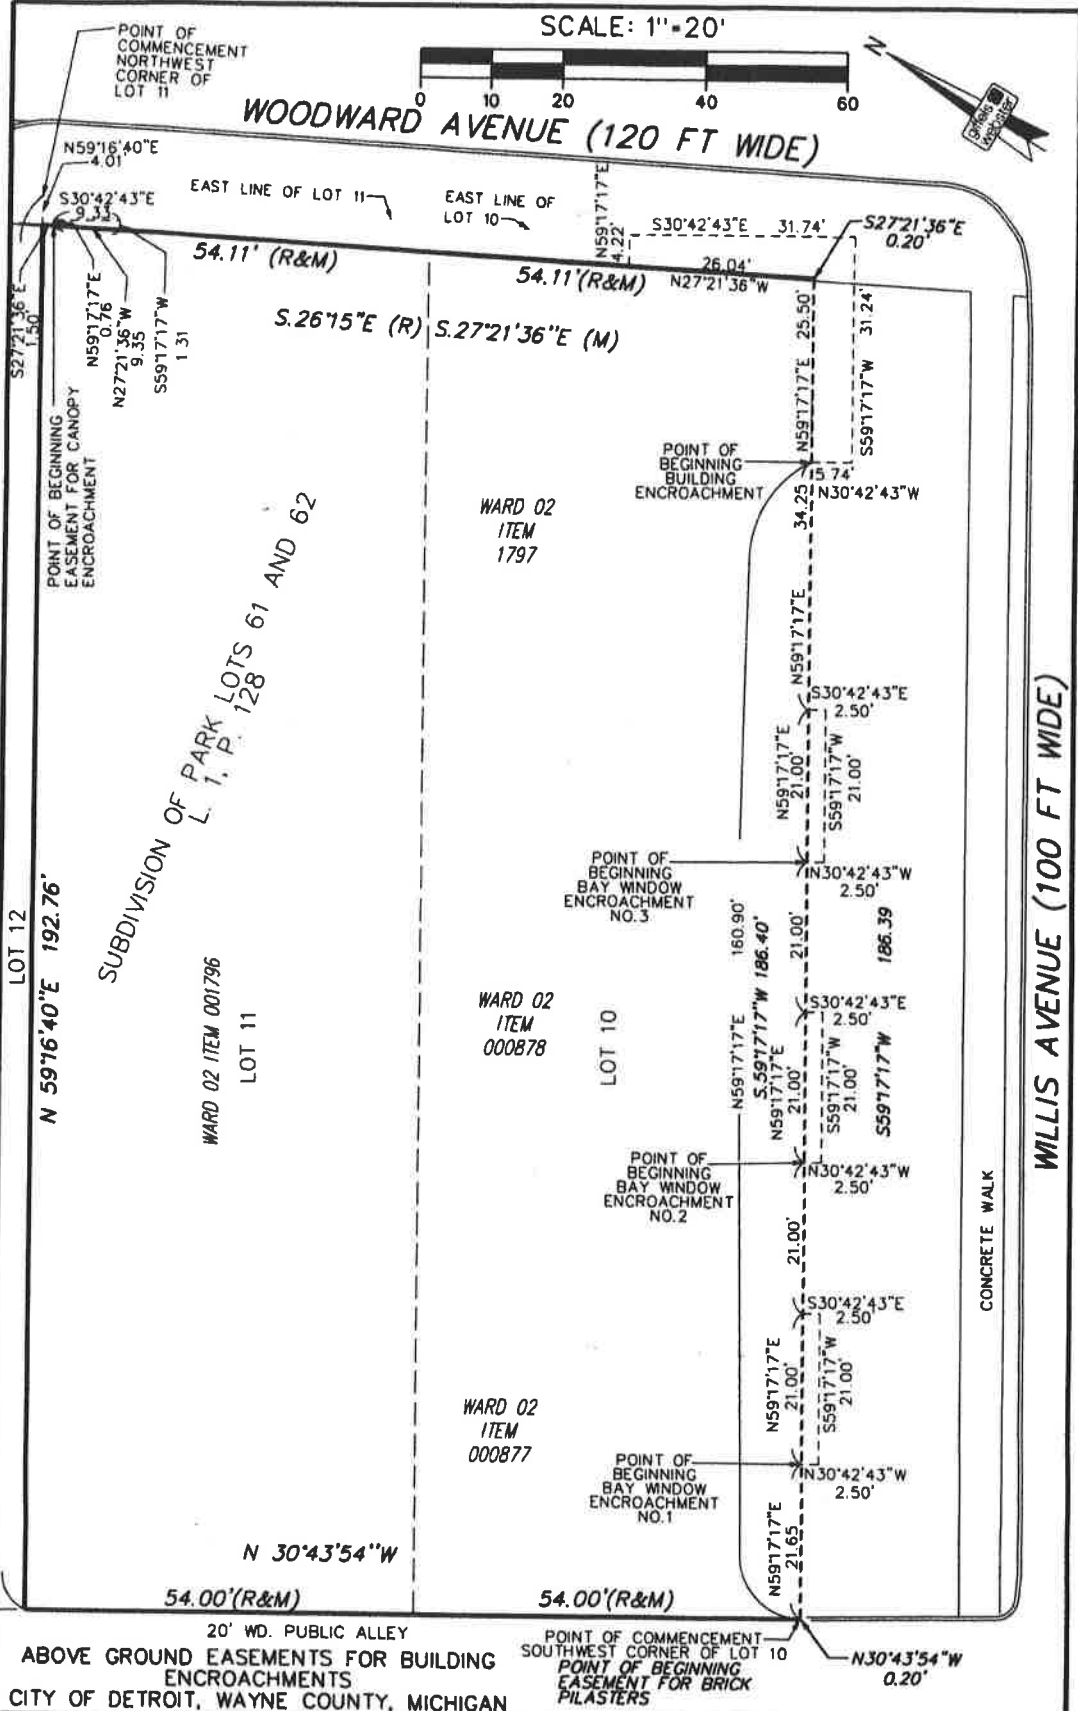 SCALE: 1"=20'
0 10 20 40 60
N
giffels
webster
POINT OF
COMMENCEMENT
NORTHWEST
CORNER OF
LOT 11
WOODWARD AVENUE (120 FT WIDE)
N59°16'40"E
4.01'
S30°42'43"E
9.33
EAST LINE OF LOT 11
EAST LINE OF
LOT 10
N59°17'17"E
4.22'
S30°42'43"E 31.74'
S27°21'36"E
0.20'
54.11' (R&M)
54.11'(R&M)
26.04'
N27°21'36"W
S27°21'36"E
1.50'
N59°17'17"E
0.76
N27°21'36"W
9.35
S59°17'17"W
1.31
S.26°15"E (R)
S.27°21'36"E (M)
N59°17'17"E 25.50'
S59°17'17"W 31.24'
POINT OF BEGINNING
EASEMENT FOR CANOPY
ENCROACHMENT
POINT OF
BEGINNING
BUILDING
ENCROACHMENT
5.74'
N30°42'43"W
WARD 02
ITEM
1797
N59°17'17"E 34.25
SUBDIVISION OF PARK LOTS 61 AND 62
L. 1, P. 128
S30°42'43"E
2.50'
N59°17'17"E
21.00'
S59°17'17"W
21.00'
POINT OF
BEGINNING
BAY WINDOW
ENCROACHMENT
NO.3
N30°42'43"W
2.50'
LOT 12
N 59°16'40"E 192.76'
WARD 02 ITEM 001796
LOT 11
WARD 02
ITEM
000878
LOT 10
N59°17'17"E 160.90'
S.59°17'17"W 186.40'
21.00'
S59°17'17"W 186.39
S30°42'43"E
2.50'
N59°17'17"E
21.00'
S59°17'17"W
21.00'
POINT OF
BEGINNING
BAY WINDOW
ENCROACHMENT
NO.2
N30°42'43"W
2.50'
WILLIS AVENUE (100 FT WIDE)
CONCRETE WALK
21.00'
S30°42'43"E
2.50'
N59°17'17"E
21.00'
S59°17'17"W
21.00'
WARD 02
ITEM
000877
POINT OF
BEGINNING
BAY WINDOW
ENCROACHMENT
NO.1
N30°42'43"W
2.50'
N59°17'17"E
21.65
N 30°43'54"W
54.00'(R&M)
54.00'(R&M)
20' WD. PUBLIC ALLEY
POINT OF COMMENCEMENT
SOUTHWEST CORNER OF LOT 10
POINT OF BEGINNING
EASEMENT FOR BRICK
PILASTERS
N30°43'54"W
0.20'
ABOVE GROUND EASEMENTS FOR BUILDING
ENCROACHMENTS
CITY OF DETROIT, WAYNE COUNTY, MICHIGAN